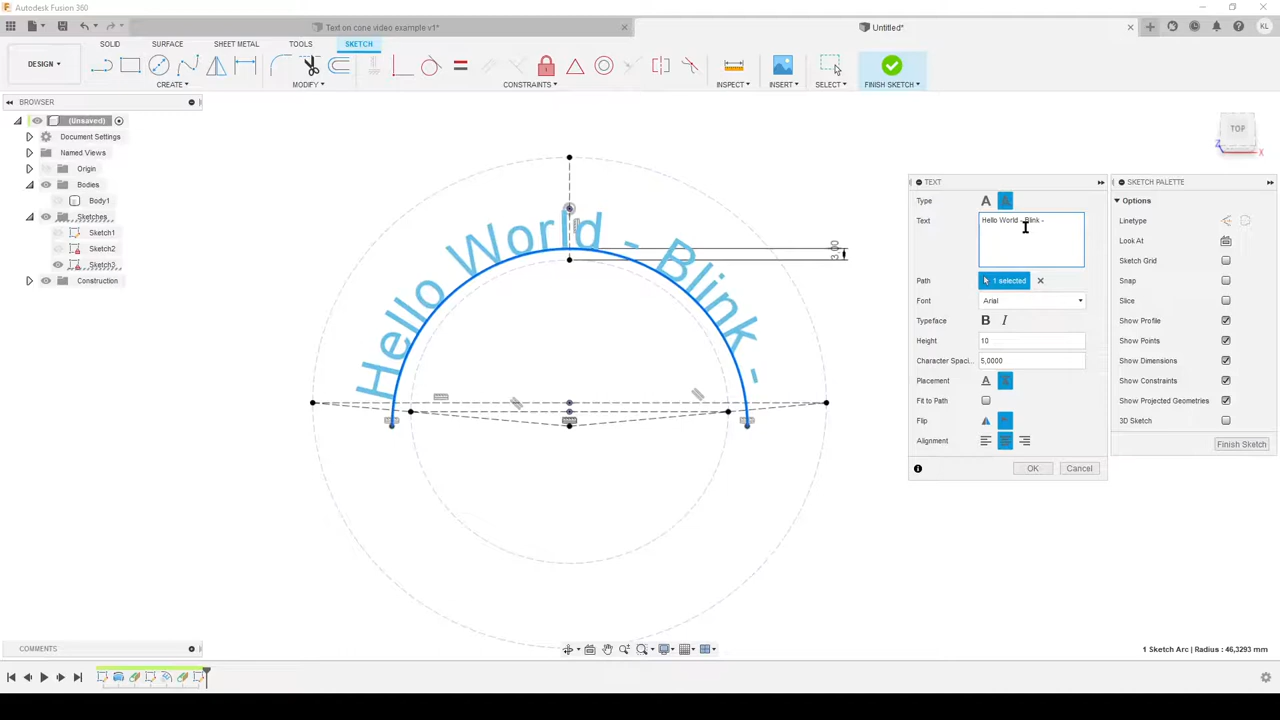 Autodesk Fusion 360
Text on cone video example v1*
Untitled*
KL
SOLID SURFACE SHEET METAL TOOLS SKETCH
DESIGN
CREATE MODIFY CONSTRAINTS INSPECT INSERT SELECT FINISH SKETCH
BROWSER
(Unsaved)
Document Settings
Named Views
Origin
Bodies
Body1
Sketches
Sketch1
Sketch2
Sketch3
Construction
Hello World - Blink -
3.00
TOP
Z X
TEXT
Type A
Text Hello World - Blink -
Path 1 selected
Font Arial
Typeface B I
Height 10
Character Spaci... 5,0000
Placement
Fit to Path
Flip
Alignment
OK Cancel
SKETCH PALETTE
Options
Linetype
Look At
Sketch Grid
Snap
Slice
Show Profile
Show Points
Show Dimensions
Show Constraints
Show Projected Geometries
3D Sketch
Finish Sketch
COMMENTS
1 Sketch Arc | Radius : 46,3293 mm